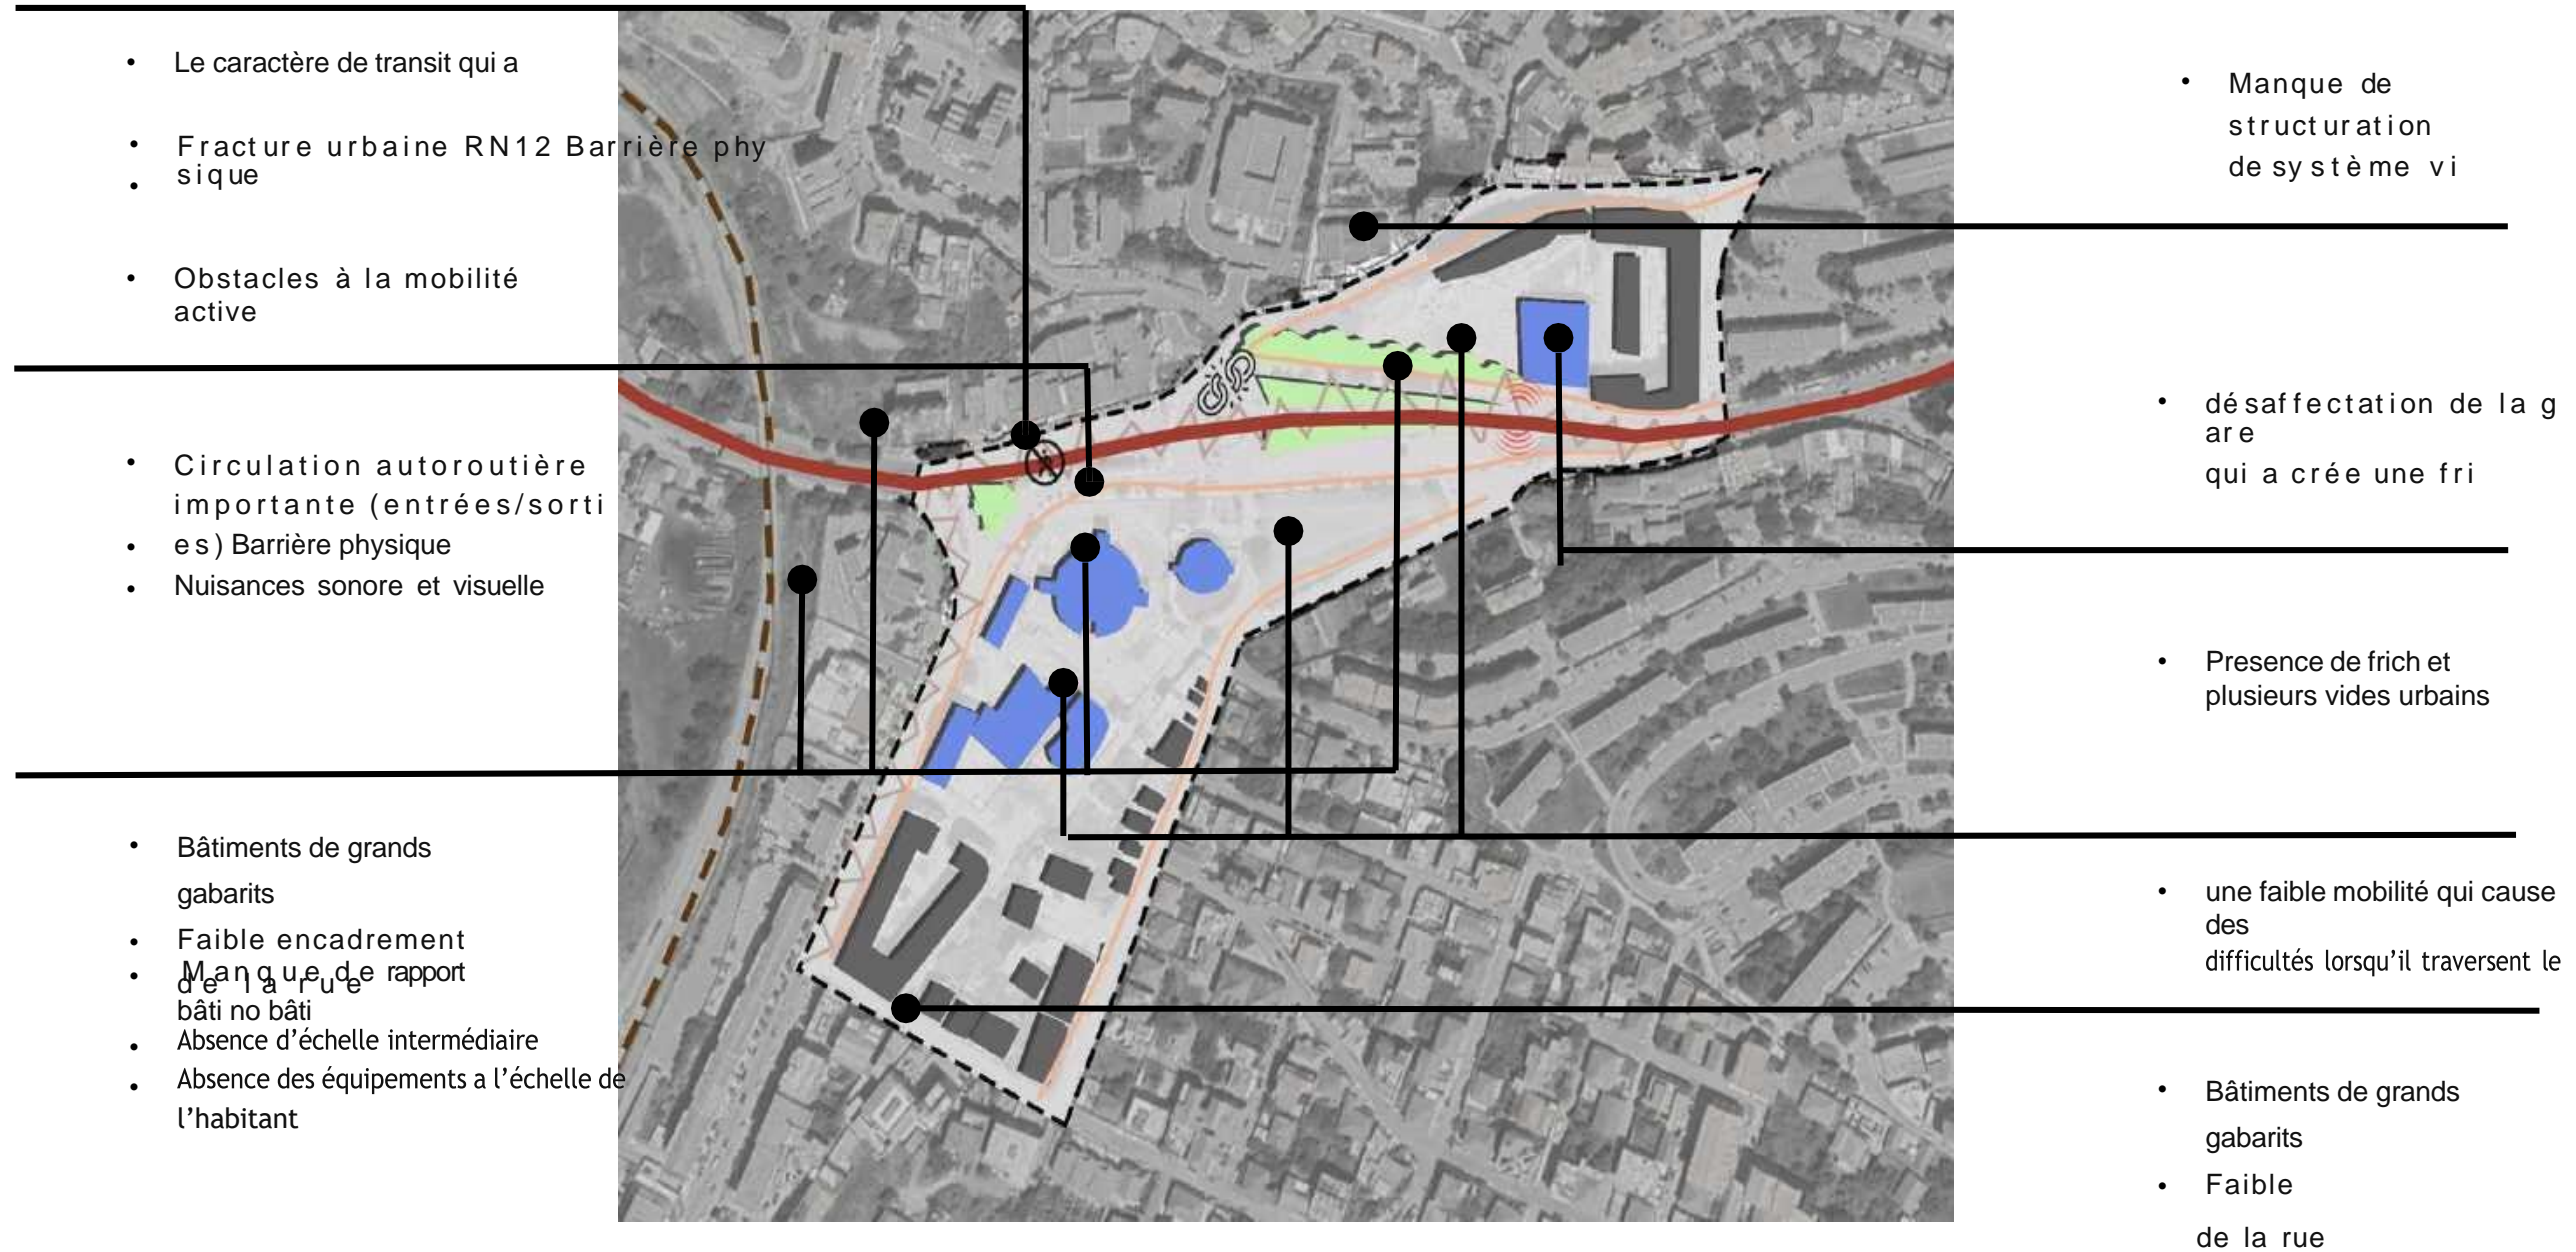 • Le caractère de transit qui a
• Fracture urbaine RN12 Barrière phy
• sique
• Obstacles à la mobilité
active
• Circulation autoroutière
importante (entrées/sorti
• es) Barrière physique
• Nuisances sonore et visuelle
• Bâtiments de grands
gabarits
• Faible encadrement
• Manque de rapport
de la rue
bâti no bâti
• Absence d’échelle intermédiaire
• Absence des équipements a l’échelle de
l’habitant
• Manque de
structuration
de système vi
• désaffectation de la g
are
qui a crée une fri
• Presence de frich et
plusieurs vides urbains
• une faible mobilité qui cause
des
difficultés lorsqu’il traversent le
• Bâtiments de grands
gabarits
• Faible
de la rue